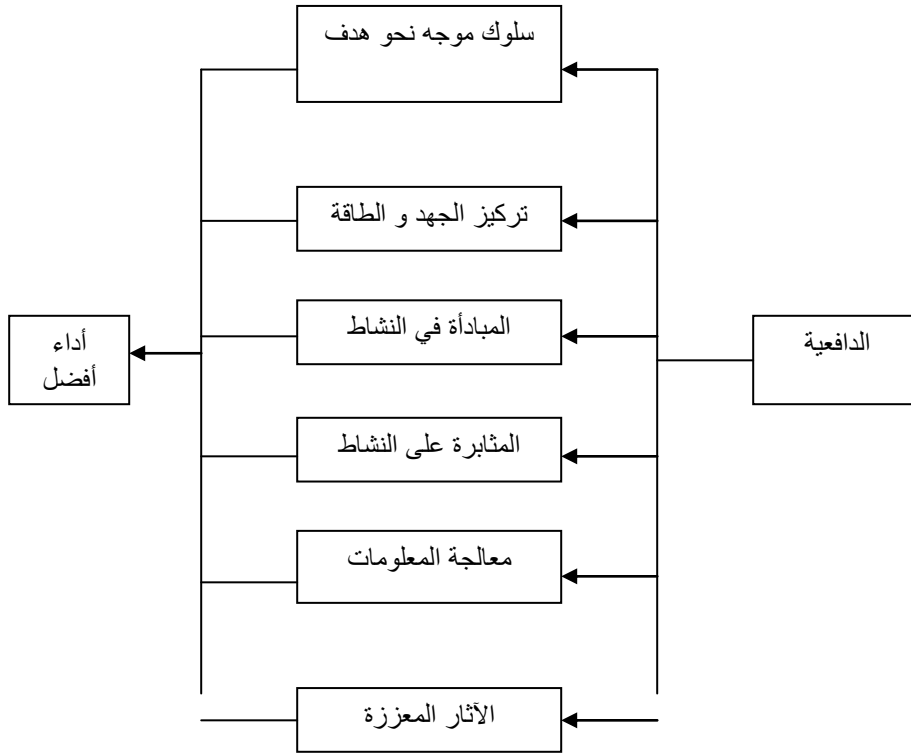 الدافعية
سلوك موجه نحو هدف
تركيز الجهد و الطاقة
المبادأة في النشاط
المثابرة على النشاط
معالجة المعلومات
الآثار المعززة
أداء
أفضل